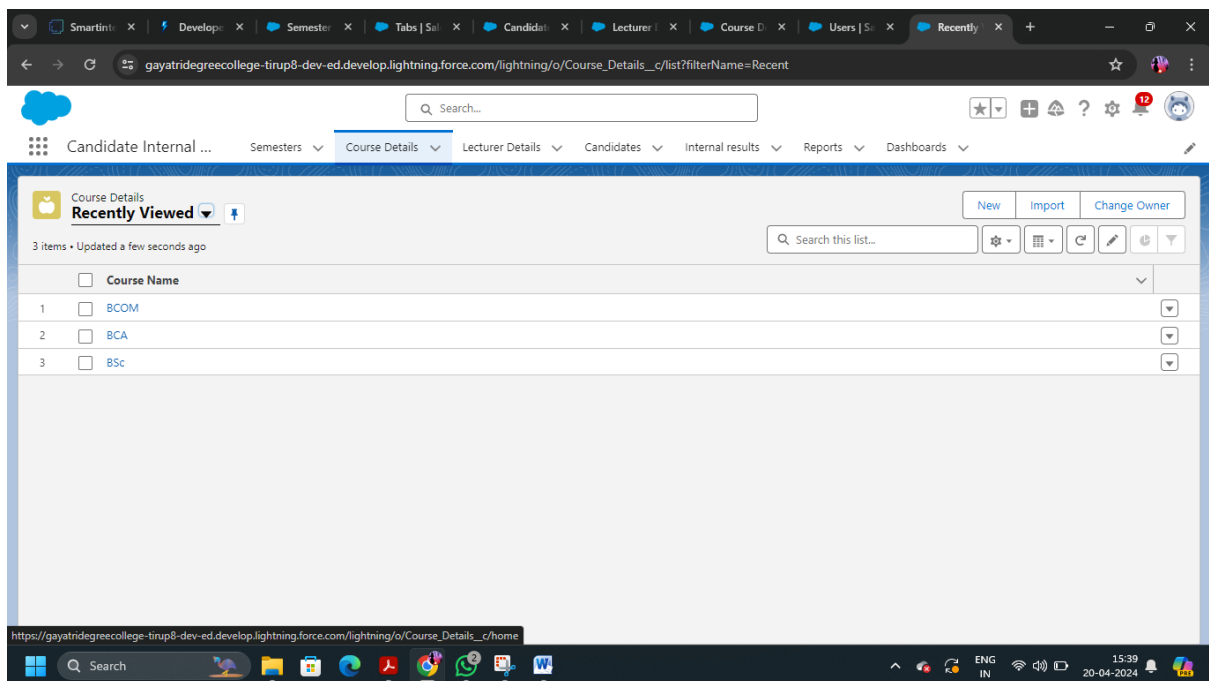 Smartinte
Develope
Semester
Tabs | Sal
Candidat
Lecturer
Course D
Users | Sa
Recently
gayatridegreecollege-tirup8-dev-ed.develop.lightning.force.com/lightning/o/Course_Details__c/list?filterName=Recent
Search...
12
Candidate Internal ...
Semesters
Course Details
Lecturer Details
Candidates
Internal results
Reports
Dashboards
Course Details
Recently Viewed
New
Import
Change Owner
3 items • Updated a few seconds ago
Search this list...
Course Name
1 BCOM
2 BCA
3 BSc
https://gayatridegreecollege-tirup8-dev-ed.develop.lightning.force.com/lightning/o/Course_Details__c/home
Search
2
ENG
IN
15:39
20-04-2024
PRE